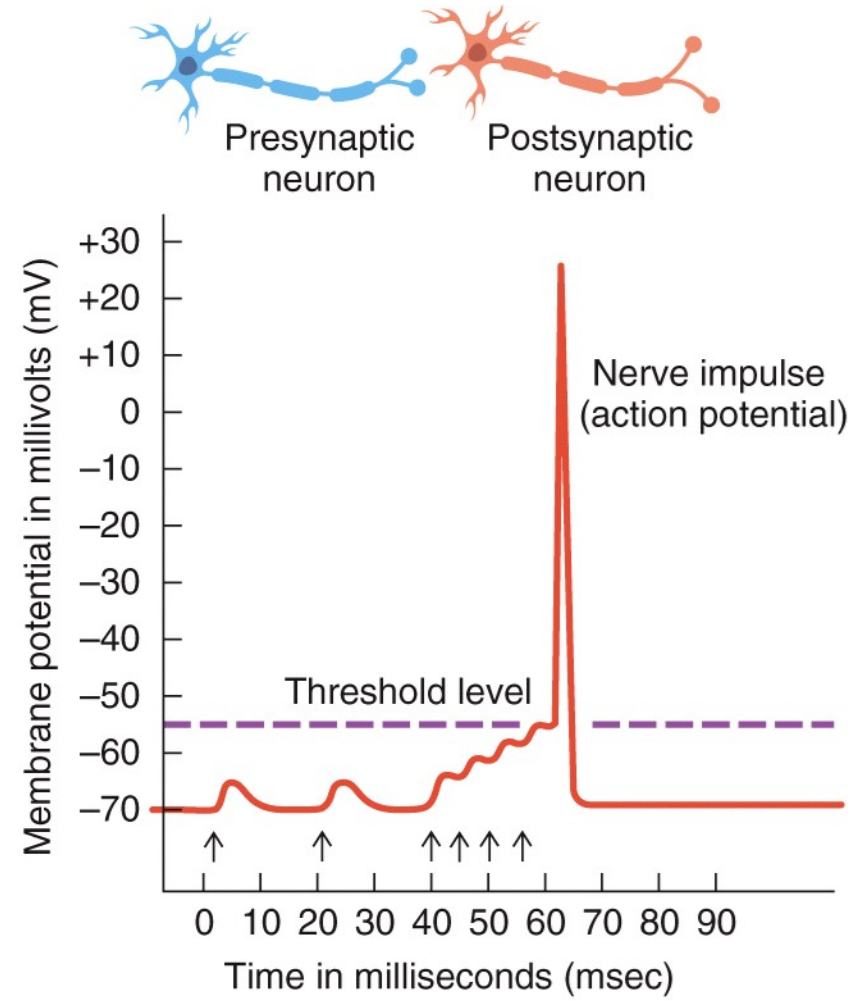 Presynaptic
neuron
Postsynaptic
neuron
Membrane potential in millivolts (mV)
+30
+20
+10
0
–10
–20
–30
–40
–50
–60
–70
Nerve impulse
(action potential)
Threshold level
0 10 20 30 40 50 60 70 80 90
Time in milliseconds (msec)